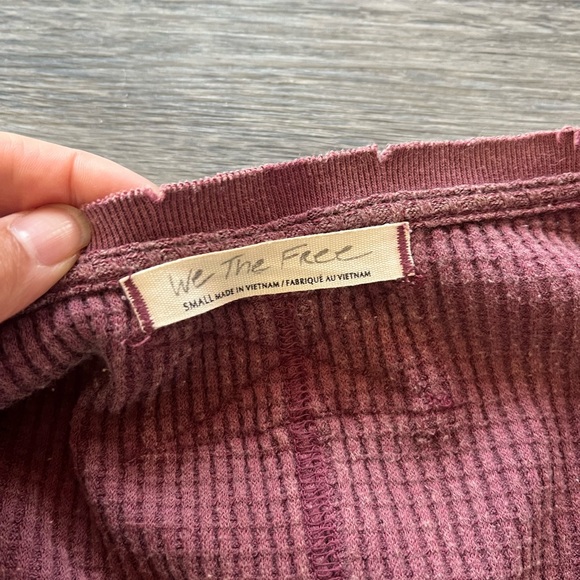 We The Free
SMALL MADE IN VIETNAM / FABRIQUÉ AU VIETNAM